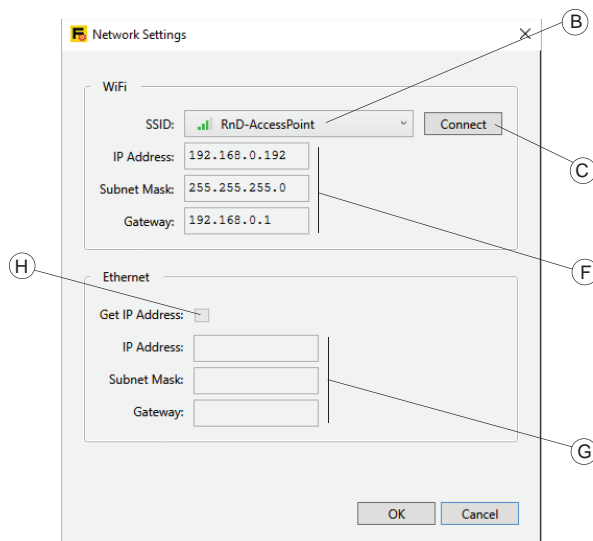 B
Network Settings
WiFi
SSID: RnD-AccessPoint Connect
IP Address: 192.168.0.192
C
Subnet Mask: 255.255.255.0
Gateway: 192.168.0.1
H
F
Ethernet
Get IP Address:
IP Address:
Subnet Mask:
Gateway:
G
OK Cancel